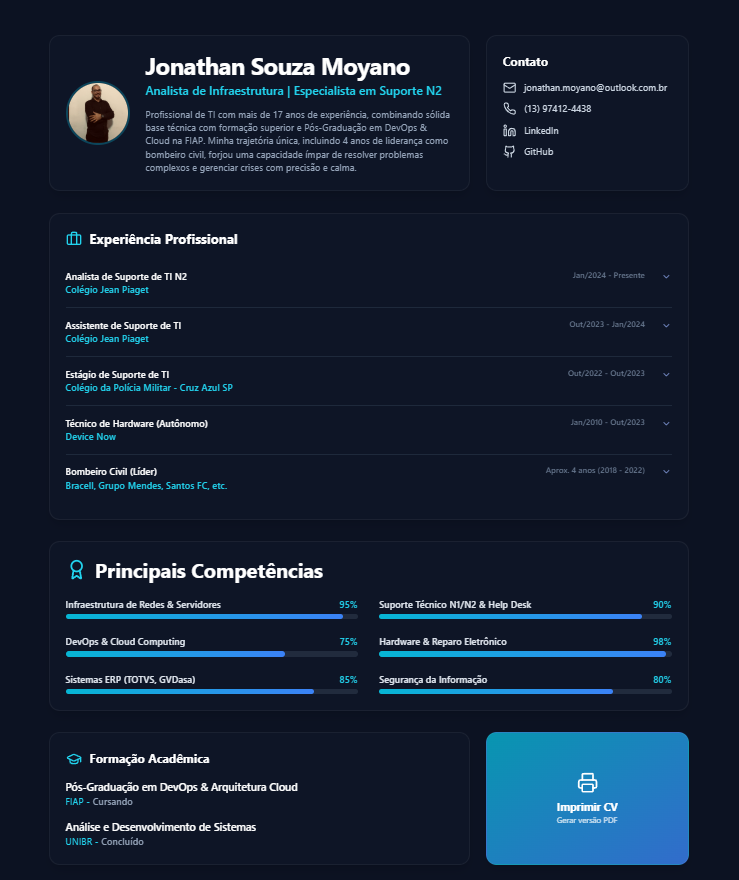 Jonathan Souza Moyano
Analista de Infraestrutura | Especialista em Suporte N2
Profissional de TI com mais de 17 anos de experiência, combinando sólida
base técnica com formação superior e Pós-Graduação em DevOps &
Cloud na FIAP. Minha trajetória única, incluindo 4 anos de liderança como
bombeiro civil, forjou uma capacidade ímpar de resolver problemas
complexos e gerenciar crises com precisão e calma.
Contato
jonathan.moyano@outlook.com.br
(13) 97412-4438
LinkedIn
GitHub
Experiência Profissional
Analista de Suporte de TI N2
Jan/2024 - Presente
Colégio Jean Piaget
Assistente de Suporte de TI
Out/2023 - Jan/2024
Colégio Jean Piaget
Estágio de Suporte de TI
Out/2022 - Out/2023
Colégio da Polícia Militar - Cruz Azul SP
Técnico de Hardware (Autônomo)
Jan/2010 - Out/2023
Device Now
Bombeiro Civil (Líder)
Aprox. 4 anos (2018 - 2022)
Bracell, Grupo Mendes, Santos FC, etc.
Principais Competências
Infraestrutura de Redes & Servidores 95%
Suporte Técnico N1/N2 & Help Desk 90%
DevOps & Cloud Computing 75%
Hardware & Reparo Eletrônico 98%
Sistemas ERP (TOTVS, GVDasa) 85%
Segurança da Informação 80%
Formação Acadêmica
Pós-Graduação em DevOps & Arquitetura Cloud
FIAP - Cursando
Análise e Desenvolvimento de Sistemas
UNIBR - Concluído
Imprimir CV
Gerar versão PDF